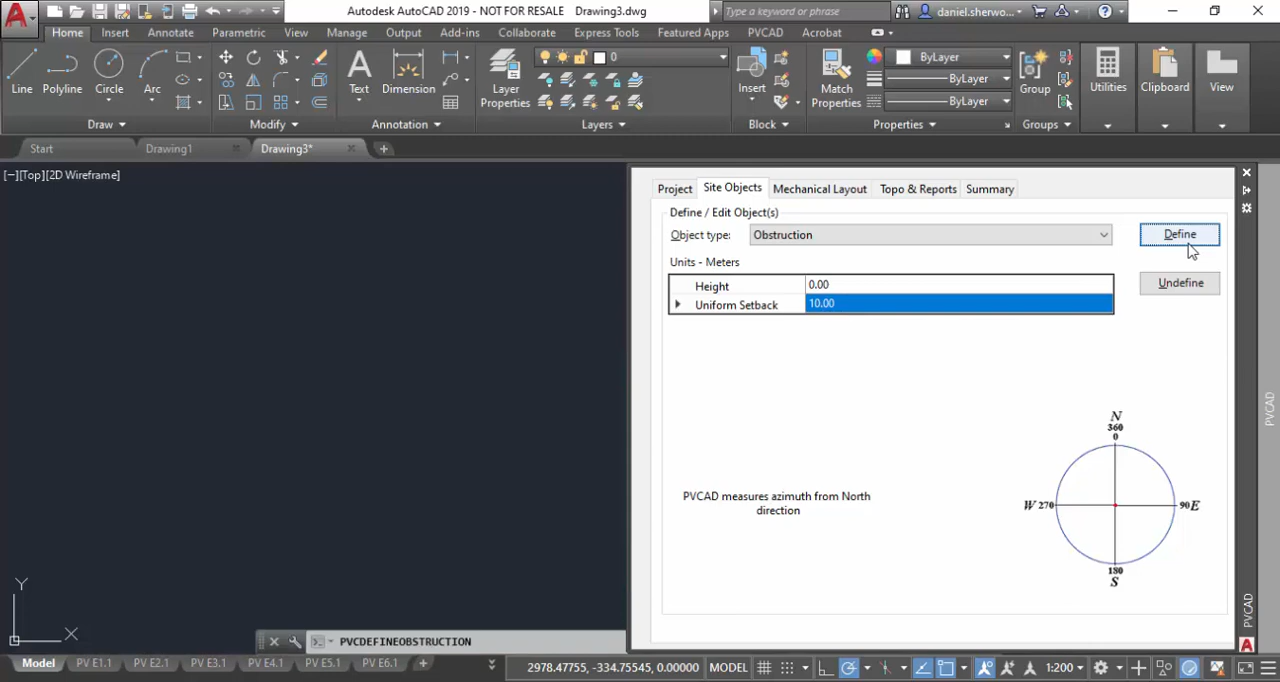 Autodesk AutoCAD 2019 - NOT FOR RESALE Drawing3.dwg
Type a keyword or phrase
daniel.sherwo...
Home Insert Annotate Parametric View Manage Output Add-ins Collaborate Express Tools Featured Apps PVCAD Acrobat
0
ByLayer
ByLayer
ByLayer
Line Polyline Circle Arc Text Dimension Layer Properties Insert Match Properties Group Utilities Clipboard View
Draw Modify Annotation Layers Block Properties Groups
Start Drawing1 Drawing3*
[−][Top][2D Wireframe]
Project Site Objects Mechanical Layout Topo & Reports Summary
Define / Edit Object(s)
Object type: Obstruction Define
Units - Meters
Undefine
Height 0.00
Uniform Setback 10.00
N
360
0
W 270
90 E
180
S
PVCAD measures azimuth from North
direction
PVCAD
PVCAD
Y
X
PVCDEFINEOBSTRUCTION
Model PV E1.1 PV E2.1 PV E3.1 PV E4.1 PV E5.1 PV E6.1
2978.47755, -334.75545, 0.00000 MODEL 1:200